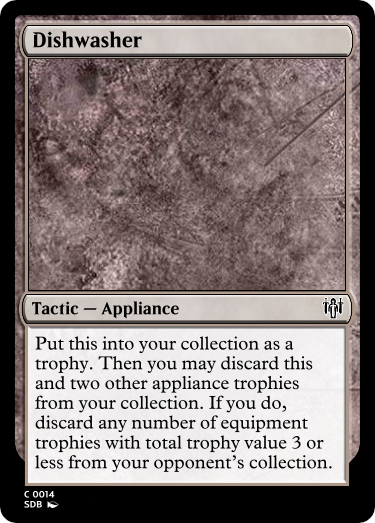 Dishwasher
Tactic — Appliance
Put this into your collection as a
trophy. Then you may discard this
and two other appliance trophies
from your collection. If you do,
discard any number of equipment
trophies with total trophy value 3 or
less from your opponent's collection.
C 0014
SDB